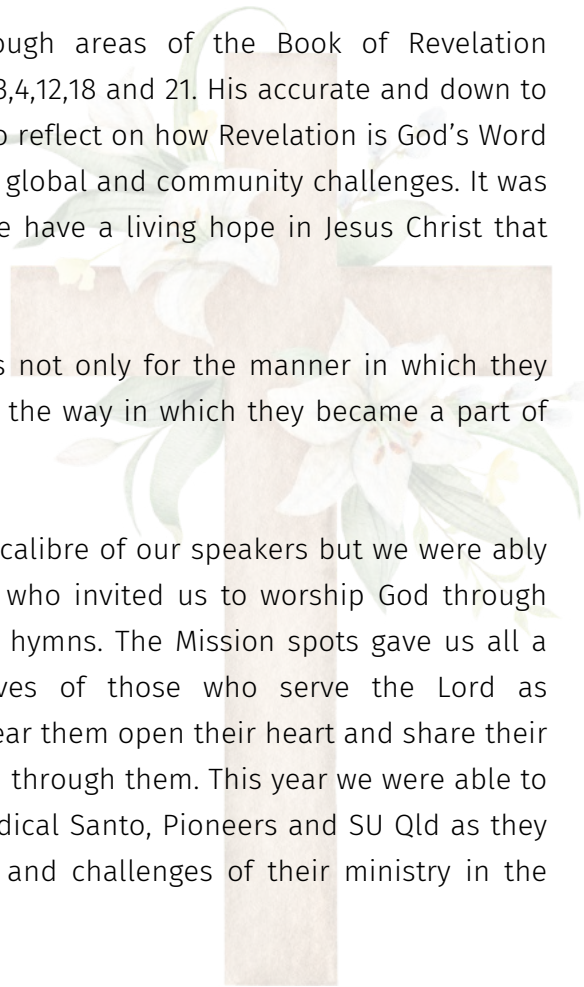 ough areas of the Book of Revelation
3,4,12,18 and 21. His accurate and down to
o reflect on how Revelation is God’s Word
global and community challenges. It was
e have a living hope in Jesus Christ that
s not only for the manner in which they
the way in which they became a part of
calibre of our speakers but we were ably
who invited us to worship God through
hymns. The Mission spots gave us all a
ves of those who serve the Lord as
ear them open their heart and share their
through them. This year we were able to
dical Santo, Pioneers and SU Qld as they
and challenges of their ministry in the